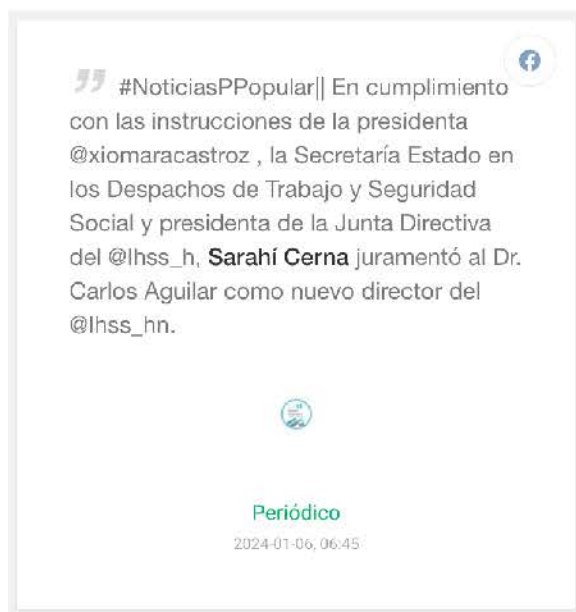 #NoticiasPPopular|| En cumplimiento
con las instrucciones de la presidenta
@xiomaracastroz , la Secretaría Estado en
los Despachos de Trabajo y Seguridad
Social y presidenta de la Junta Directiva
del @Ihss_h, Sarahí Cerna juramentó al Dr.
Carlos Aguilar como nuevo director del
@Ihss_hn.
Periódico
2024-01-06, 06:45